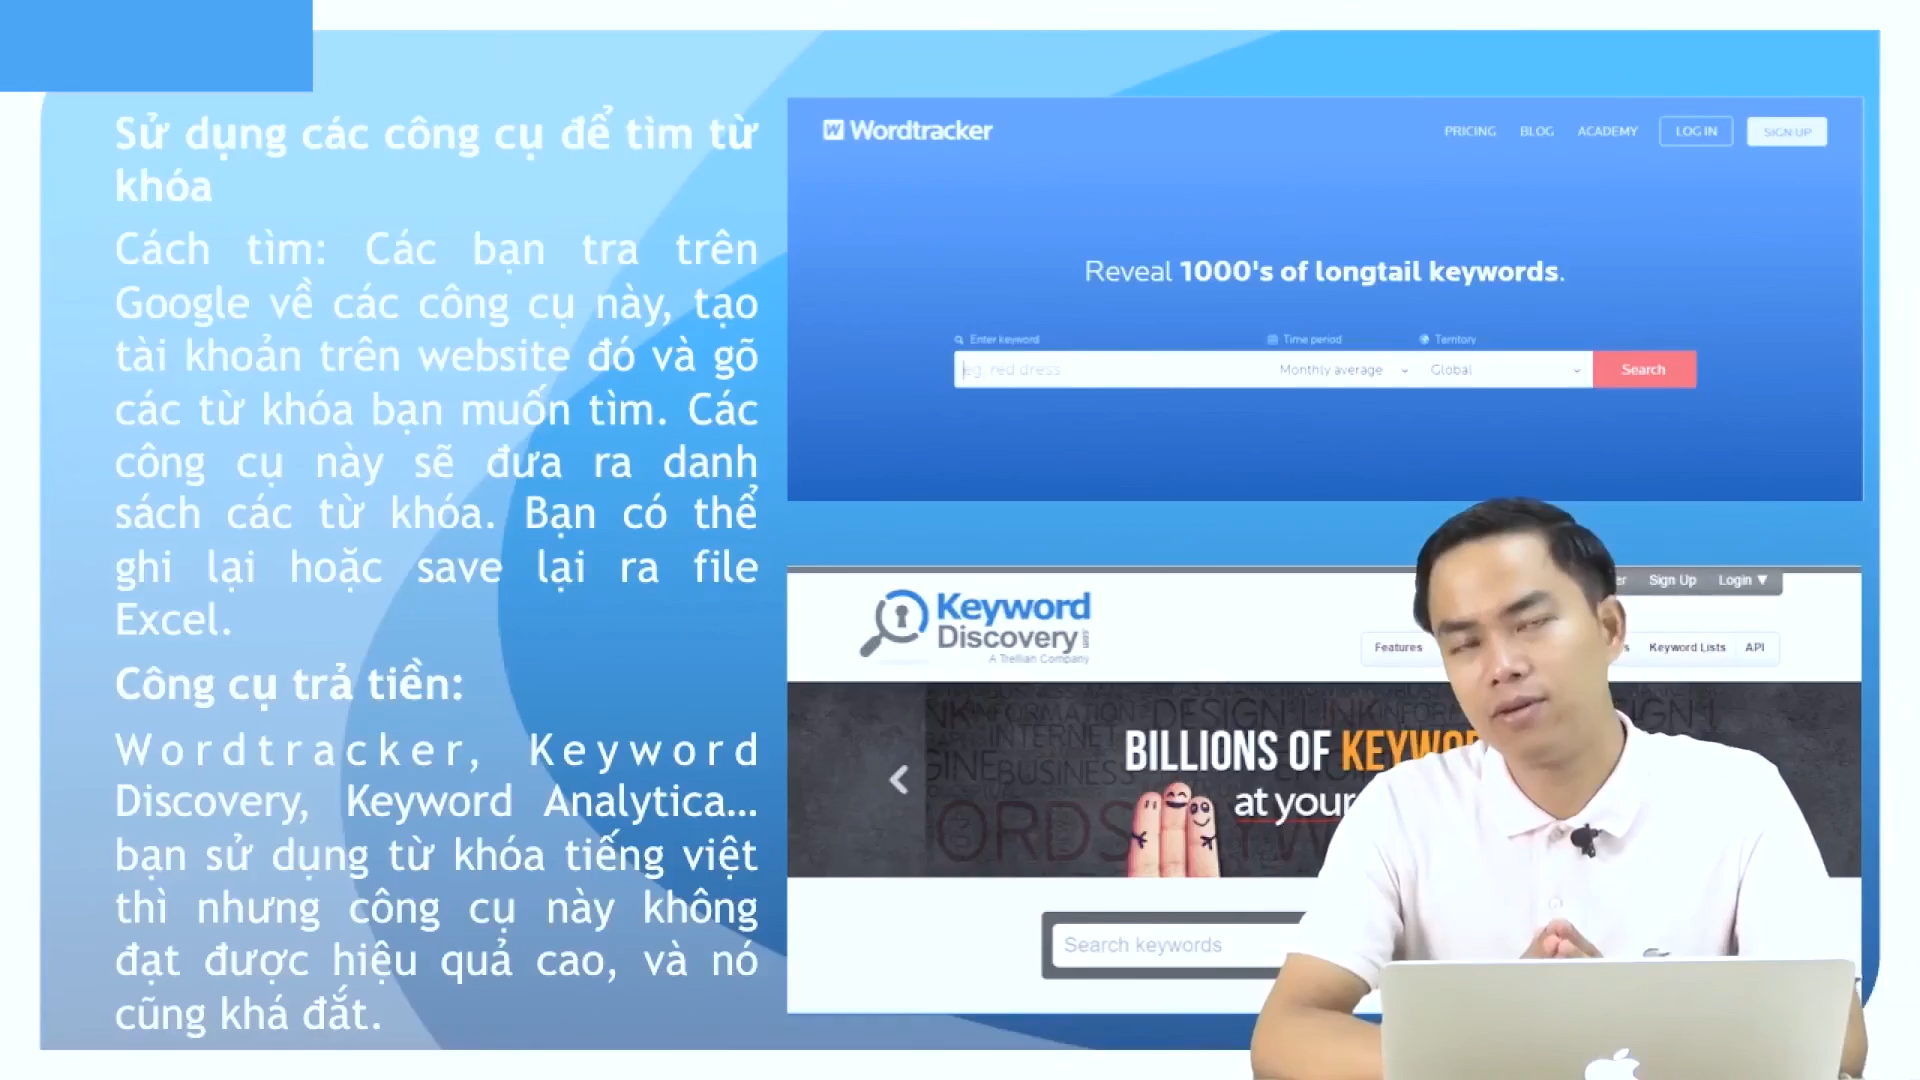 Sử dụng các công cụ để tìm từ
khóa
Cách tìm: Các bạn tra trên
Google về các công cụ này, tạo
tài khoản trên website đó và gõ
các từ khóa bạn muốn tìm. Các
công cụ này sẽ đưa ra danh
sách các từ khóa. Bạn có thể
ghi lại hoặc save lại ra file
Excel.
Công cụ trả tiền:
Wordtracker, Keyword
Discovery, Keyword Analytica...
bạn sử dụng từ khóa tiếng việt
thì nhưng công cụ này không
đạt được hiệu quả cao, và nó
cũng khá đắt.
Wordtracker
PRICING BLOG ACADEMY LOG IN SIGN UP
Reveal 1000's of longtail keywords.
Enter keyword Time period Territory
eg. red dress Monthly average Global Search
Sign Up Login ▼
Keyword
Discovery
A Trellian Company
Features Keyword Lists API
BILLIONS OF
at your
Search keywords